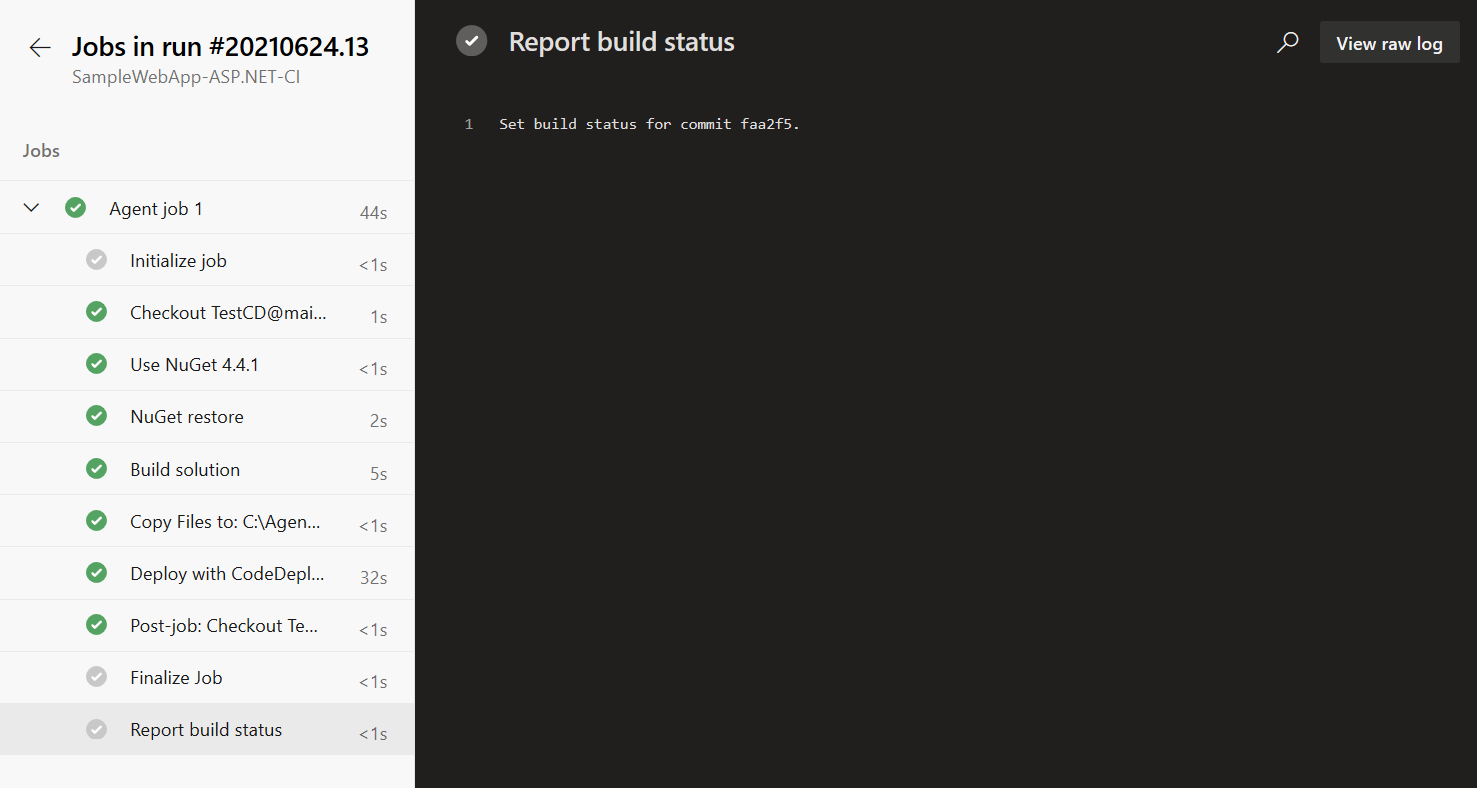 Jobs in run #20210624.13
SampleWebApp-ASP.NET-CI
Jobs
Agent job 1 44s
Initialize job <1s
Checkout TestCD@mai... 1s
Use NuGet 4.4.1 <1s
NuGet restore 2s
Build solution 5s
Copy Files to: C:\Agen... <1s
Deploy with CodeDepl... 32s
Post-job: Checkout Te... <1s
Finalize Job <1s
Report build status <1s
Report build status
View raw log
1 Set build status for commit faa2f5.